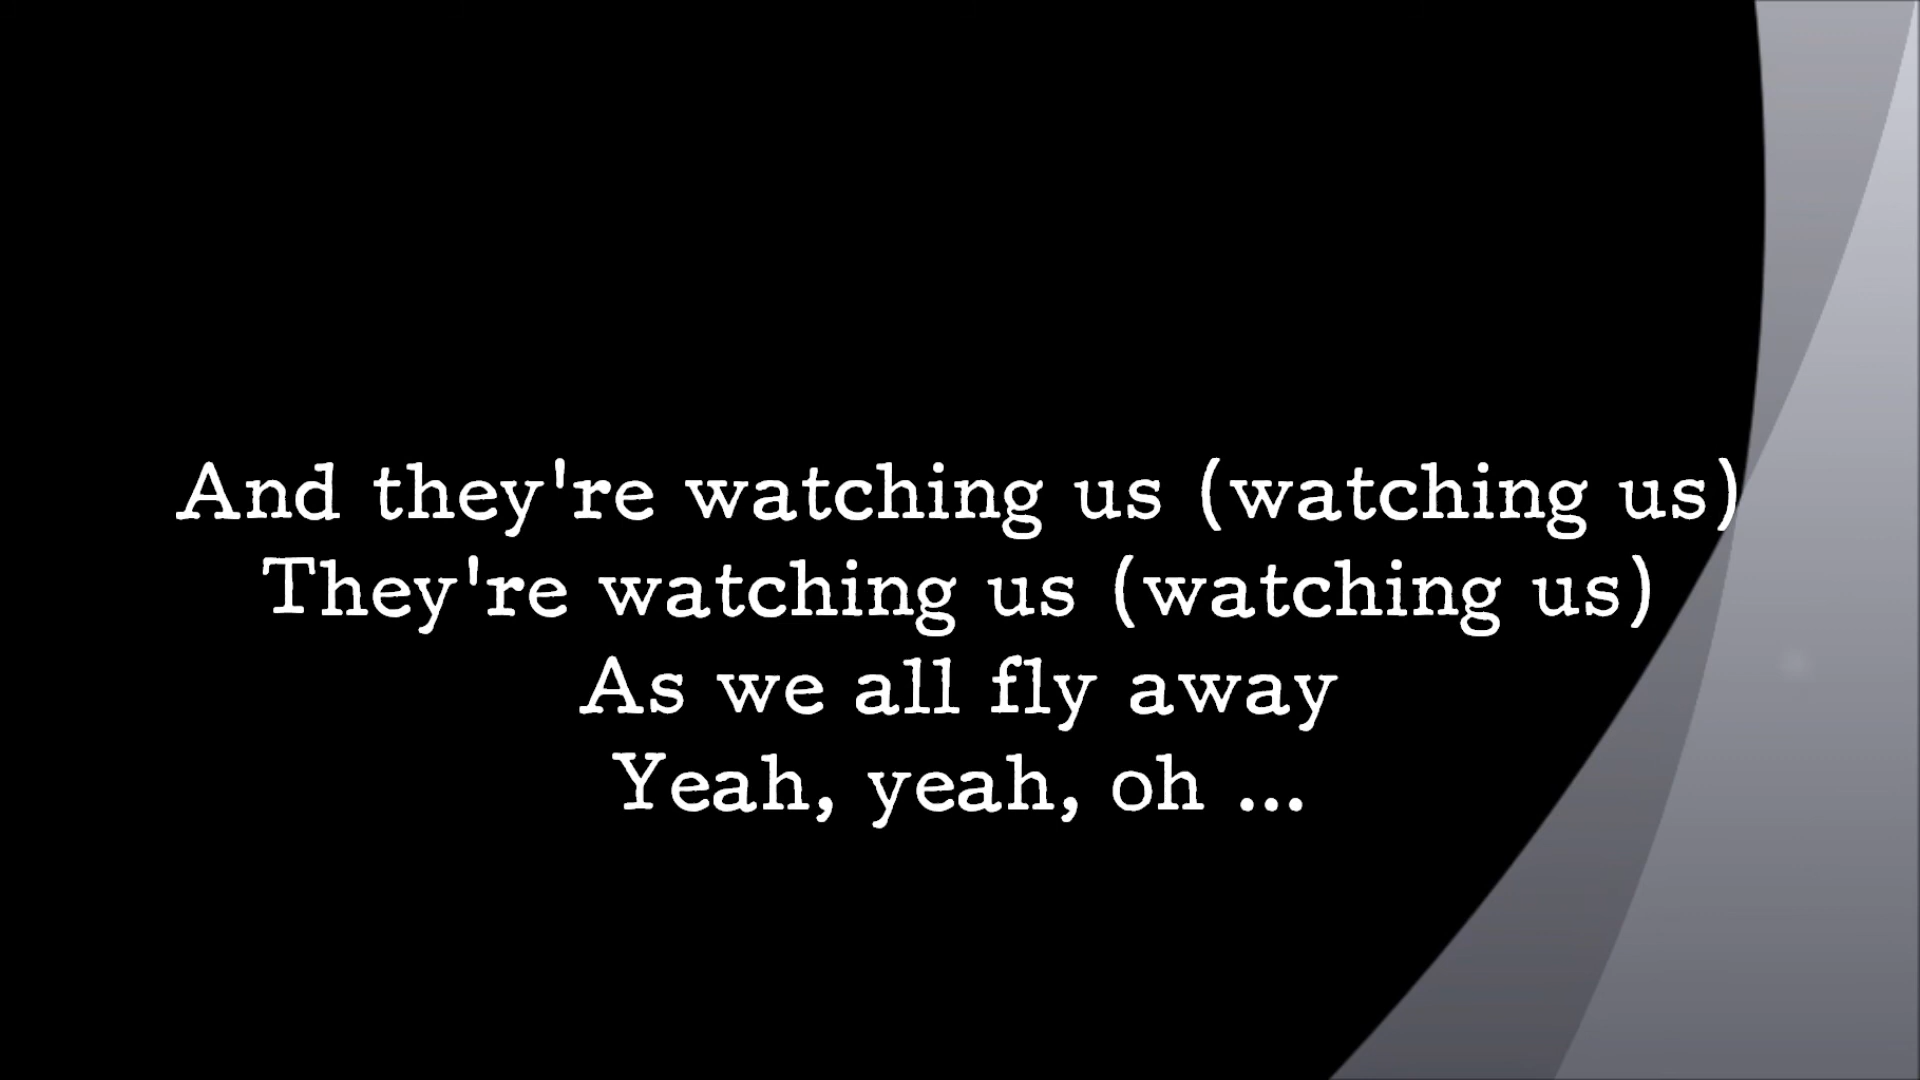 And they're watching us (watching us)
They're watching us (watching us)
As we all fly away
Yeah, yeah, oh ...